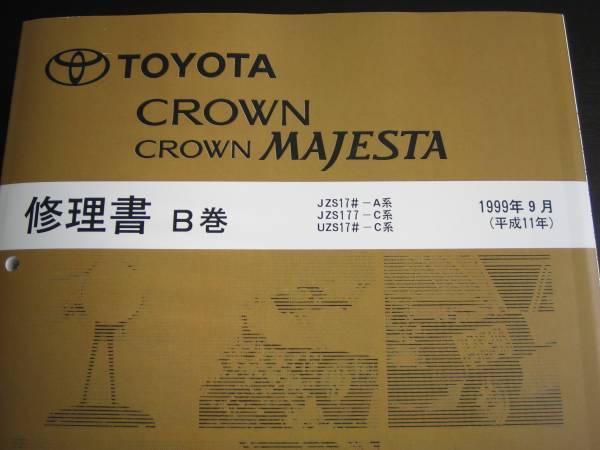 TOYOTA
CROWN
CROWN MAJESTA
修理書 B巻
JZS17#-A系
JZS177-C系
UZS17#-C系
1999年9月
(平成11年)